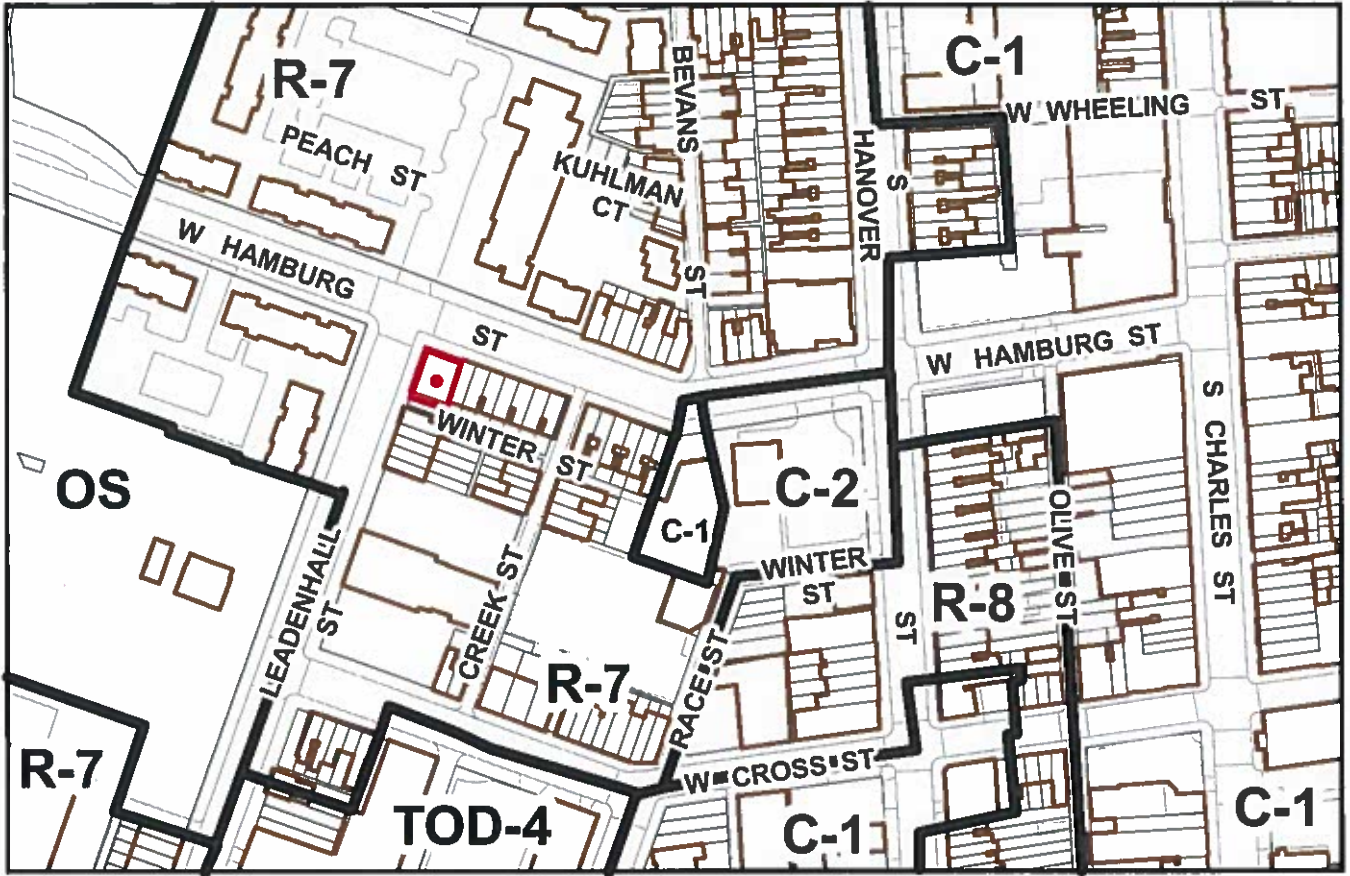 C-1
R-7
BEVANS
ST
W WHEELING
ST
PEACH ST
KUHLMAN
CT
S
HANOVER
W HAMBURG
ST
W HAMBURG ST
S CHARLES ST
WINTER
ST
C-2
OS
C-1
OLIVE ST
WINTER
ST
R-8
ST
LEADENHALL
ST
CREEK ST
R-7
RACE ST
R-7
W CROSS ST
TOD-4
C-1
C-1